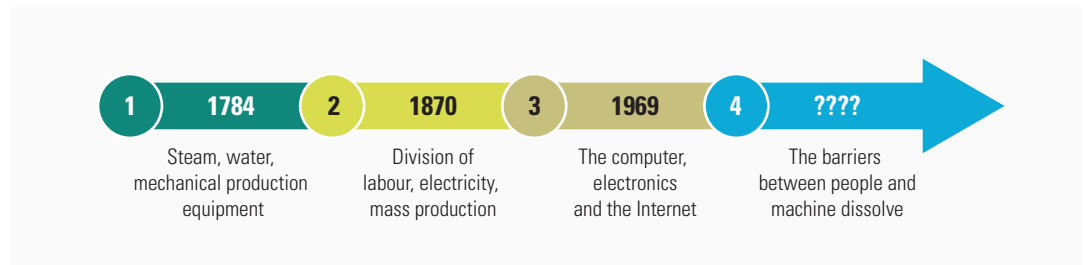 1 1784 2 1870 3 1969 4 ????
Steam, water,
mechanical production
equipment
Division of
labour, electricity,
mass production
The computer,
electronics
and the Internet
The barriers
between people and
machine dissolve